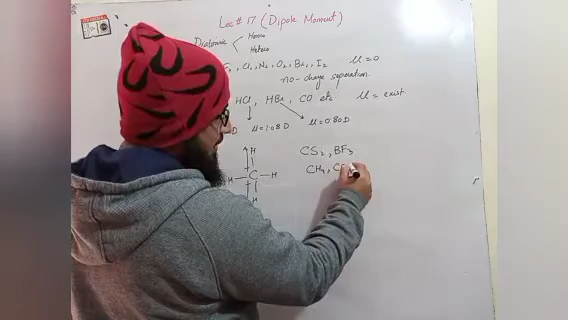 Lec # 17 (Dipole Moment)
Diatomic < Homo
Hetero
F₂, Cl₂, N₂, O₂, Br₂, I₂ μ = 0
no-charge separation
HCl, HBr, CO etc μ = exist
D μ = 1.08 D μ = 0.80 D
CS₂, BF₃
CH₄, C
H
H — C — H
H